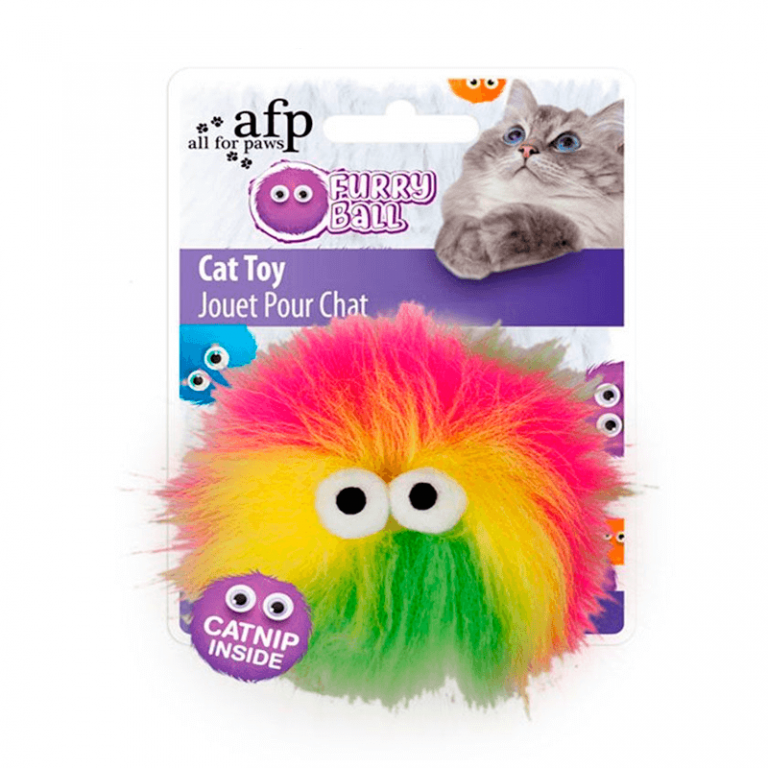 afp
all for paws
FURRY
BALL
Cat Toy
Jouet Pour Chat
CATNIP
INSIDE